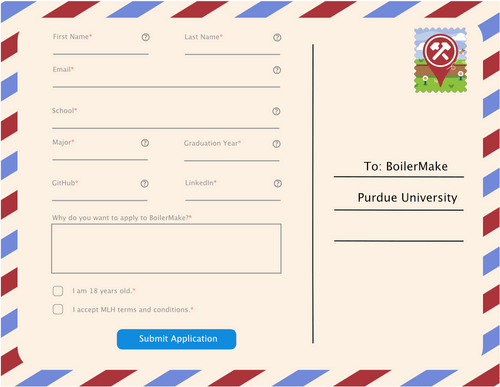 First Name* Last Name*
Email*
School*
Major* Graduation Year*
GitHub* LinkedIn*
Why do you want to apply to BoilerMake?*
I am 18 years old.*
I accept MLH terms and conditions.*
Submit Application
To: BoilerMake
Purdue University